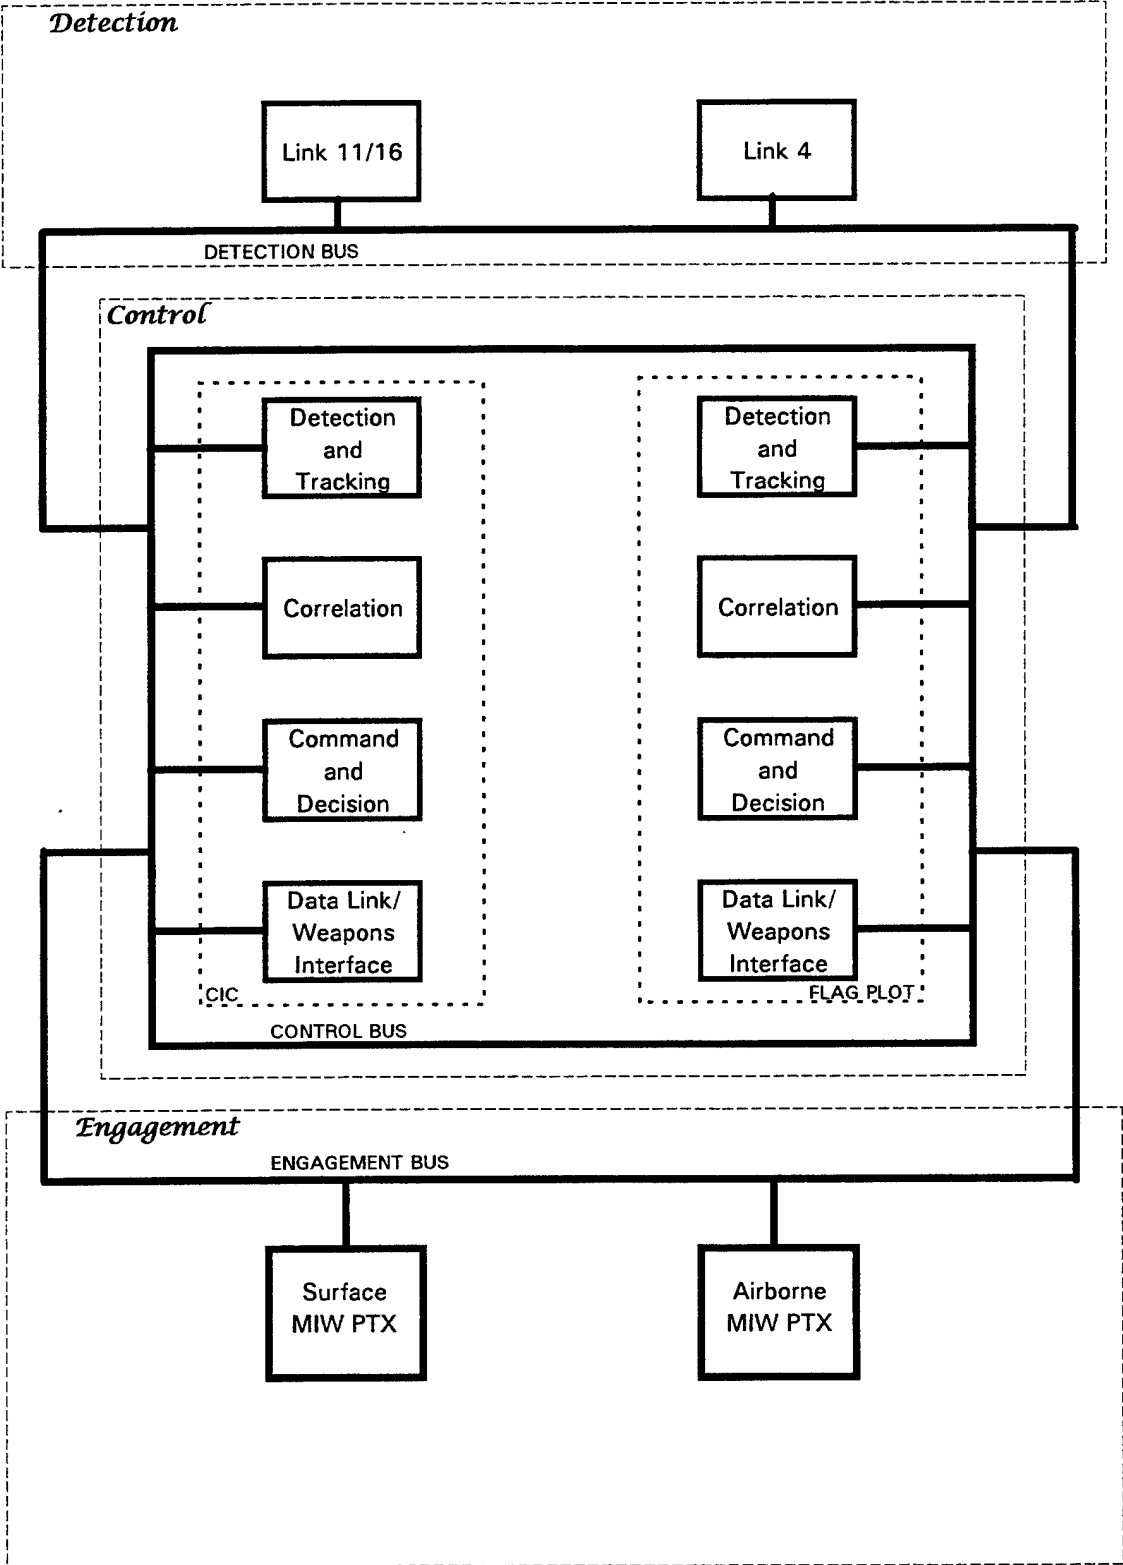 Detection
Link 11/16
Link 4
DETECTION BUS
Control
Detection
and
Tracking
Detection
and
Tracking
Correlation
Correlation
Command
and
Decision
Command
and
Decision
Data Link/
Weapons
Interface
Data Link/
Weapons
Interface
CIC
FLAG PLOT
CONTROL BUS
Engagement
ENGAGEMENT BUS
Surface
MIW PTX
Airborne
MIW PTX